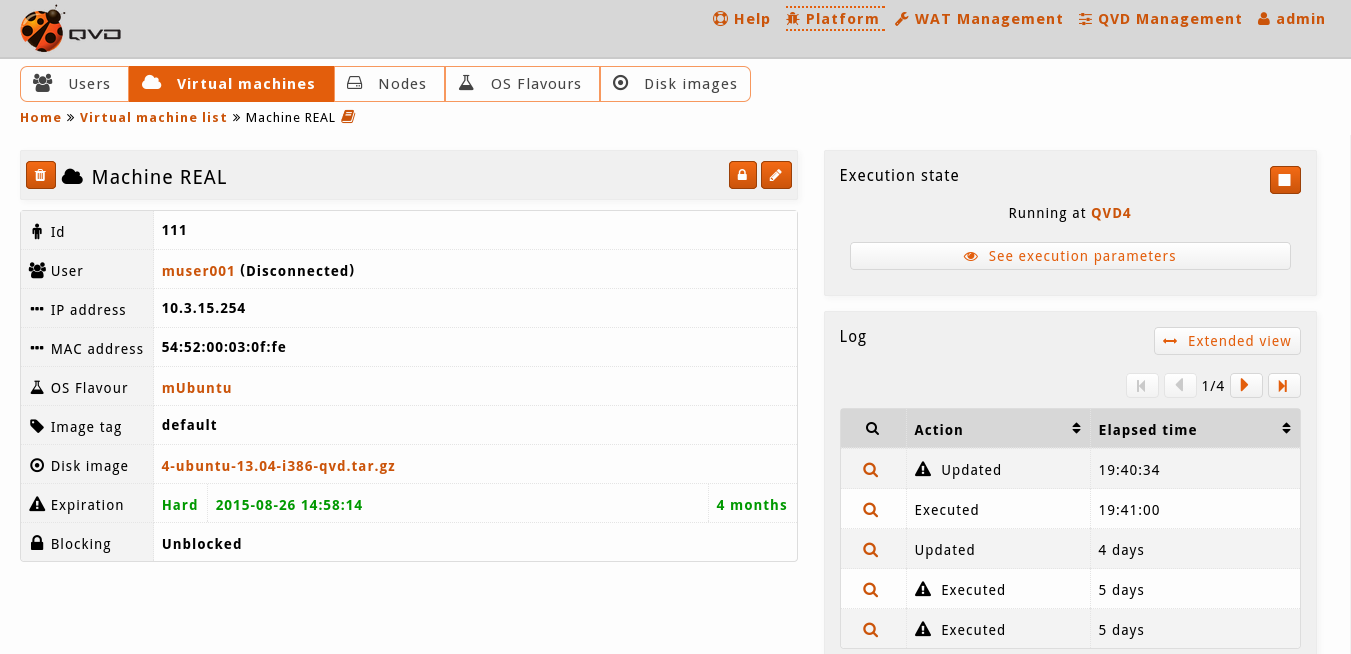 QVD
Help Platform WAT Management QVD Management admin
Users Virtual machines Nodes OS Flavours Disk images
Home » Virtual machine list » Machine REAL
Machine REAL
Id 111
User muser001 (Disconnected)
IP address 10.3.15.254
MAC address 54:52:00:03:0f:fe
OS Flavour mUbuntu
Image tag default
Disk image 4-ubuntu-13.04-i386-qvd.tar.gz
Expiration Hard 2015-08-26 14:58:14 4 months
Blocking Unblocked
Execution state
Running at QVD4
See execution parameters
Log
Extended view
1/4
Action Elapsed time
Updated 19:40:34
Executed 19:41:00
Updated 4 days
Executed 5 days
Executed 5 days